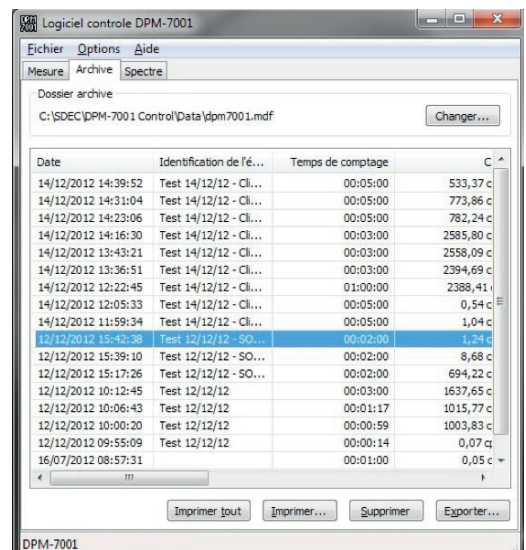 Logiciel controle DPM-7001
Fichier Options Aide
Mesure Archive Spectre
Dossier archive
C:\SDEC\DPM-7001 Control\Data\dpm7001.mdf Changer...
Date Identification de l'é... Temps de comptage C
14/12/2012 14:39:52 Test 14/12/12 - Cli... 00:05:00 533,37 c
14/12/2012 14:31:04 Test 14/12/12 - Cli... 00:05:00 773,86 c
14/12/2012 14:23:06 Test 14/12/12 - Cli... 00:05:00 782,24 c
14/12/2012 14:16:30 Test 14/12/12 - Cli... 00:03:00 2585,80 c
14/12/2012 13:43:21 Test 14/12/12 - Cli... 00:03:00 2558,09 c
14/12/2012 13:36:51 Test 14/12/12 - Cli... 00:03:00 2394,69 c
14/12/2012 12:22:45 Test 14/12/12 - Cli... 01:00:00 2388,41
14/12/2012 12:05:33 Test 14/12/12 - Cli... 00:05:00 0,54 c
14/12/2012 11:59:34 Test 14/12/12 - Cli... 00:05:00 1,04 c
12/12/2012 15:42:38 Test 12/12/12 - SO... 00:02:00 1,24 c
12/12/2012 15:39:10 Test 12/12/12 - SO... 00:02:00 8,68 c
12/12/2012 15:17:26 Test 12/12/12 - SO... 00:02:00 694,22 c
12/12/2012 10:12:45 Test 12/12/12 00:03:00 1637,65 c
12/12/2012 10:06:43 Test 12/12/12 00:01:17 1015,77 c
12/12/2012 10:00:20 Test 12/12/12 00:00:59 1003,83 c
12/12/2012 09:55:09 Test 12/12/12 00:00:14 0,07 cp
16/07/2012 08:57:31 00:01:00 0,05 c
Imprimer tout Imprimer... Supprimer Exporter...
DPM-7001